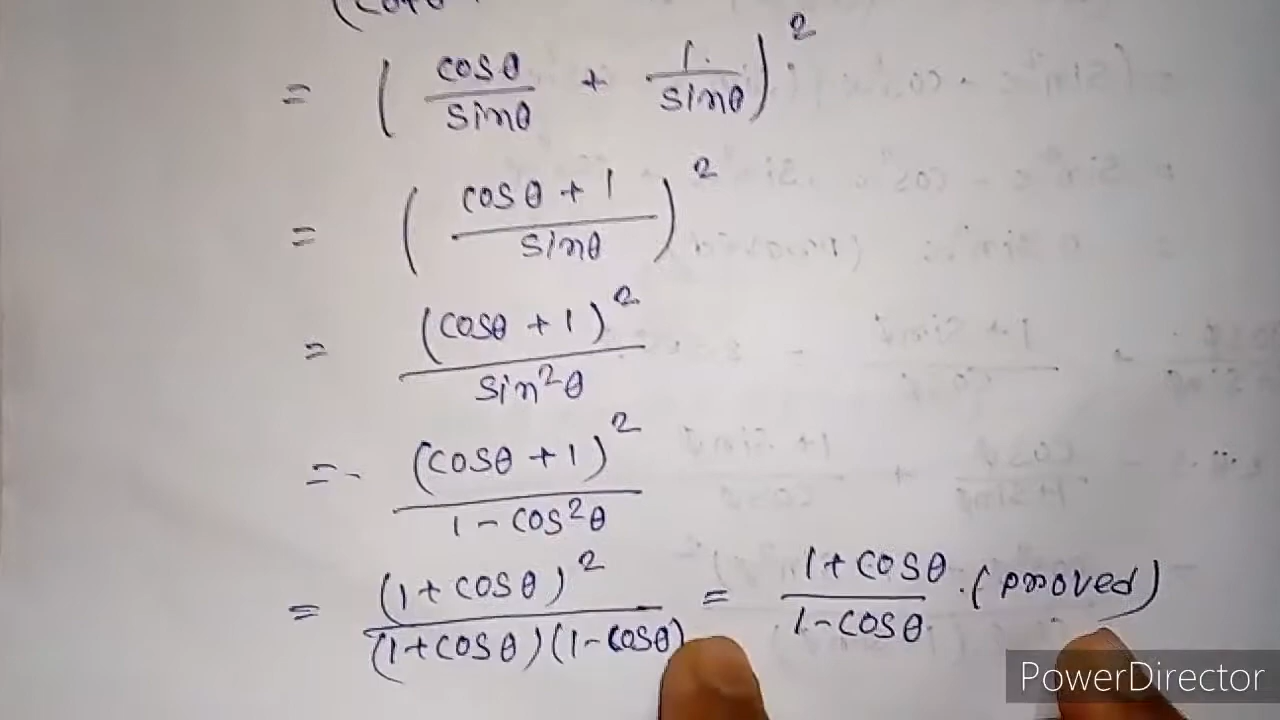 = (cosθ/sinθ + 1/sinθ)²
= (cosθ + 1/sinθ)²
= (cosθ + 1)²/sin²θ
= (cosθ + 1)²/1 - cos²θ
= (1 + cosθ)²/(1 + cosθ)(1 - cosθ) = 1 + cosθ/1 - cosθ . (proved)
PowerDirector